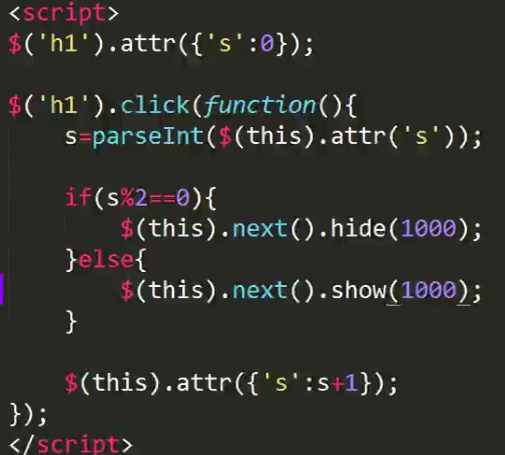 <script>
$('h1').attr({'s':0});
$('h1').click(function(){
s=parseInt($(this).attr('s'));
if(s%2==0){
$(this).next().hide(1000);
}else{
$(this).next().show(1000);
}
$(this).attr({'s':s+1});
});
</script>